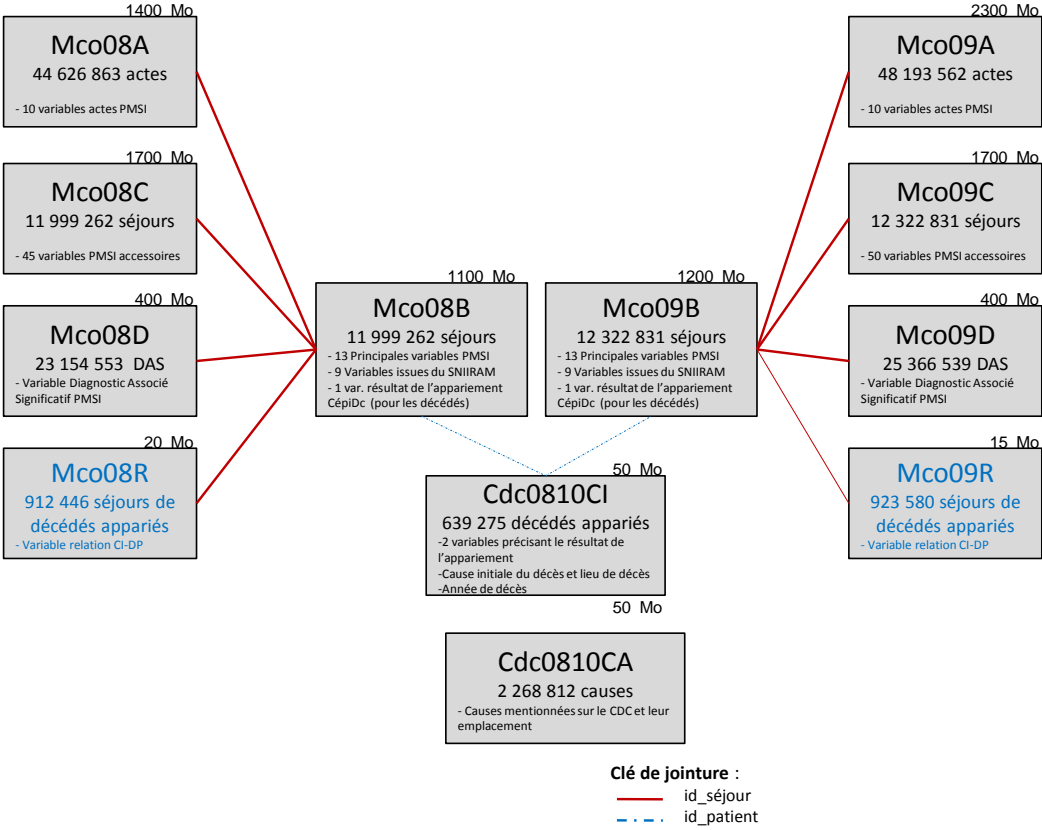 1400 Mo
Mco08A
44 626 863 actes
- 10 variables actes PMSI
1700 Mo
Mco08C
11 999 262 séjours
- 45 variables PMSI accessoires
400 Mo
Mco08D
23 154 553 DAS
- Variable Diagnostic Associé
Significatif PMSI
20 Mo
Mco08R
912 446 séjours de
décédés appariés
- Variable relation CI-DP
1100 Mo
Mco08B
11 999 262 séjours
- 13 Principales variables PMSI
- 9 Variables issues du SNIIRAM
- 1 var. résultat de l'appariement
CépiDc (pour les décédés)
1200 Mo
Mco09B
12 322 831 séjours
- 13 Principales variables PMSI
- 9 Variables issues du SNIIRAM
- 1 var. résultat de l'appariement
CépiDc (pour les décédés)
2300 Mo
Mco09A
48 193 562 actes
- 10 variables actes PMSI
1700 Mo
Mco09C
12 322 831 séjours
- 50 variables PMSI accessoires
400 Mo
Mco09D
25 366 539 DAS
- Variable Diagnostic Associé
Significatif PMSI
15 Mo
Mco09R
923 580 séjours de
décédés appariés
- Variable relation CI-DP
50 Mo
Cdc0810CI
639 275 décédés appariés
-2 variables précisant le résultat de
l'appariement
-Cause initiale du décès et lieu de décès
-Année de décès
50 Mo
Cdc0810CA
2 268 812 causes
- Causes mentionnées sur le CDC et leur
emplacement
Clé de jointure :
id_séjour
id_patient